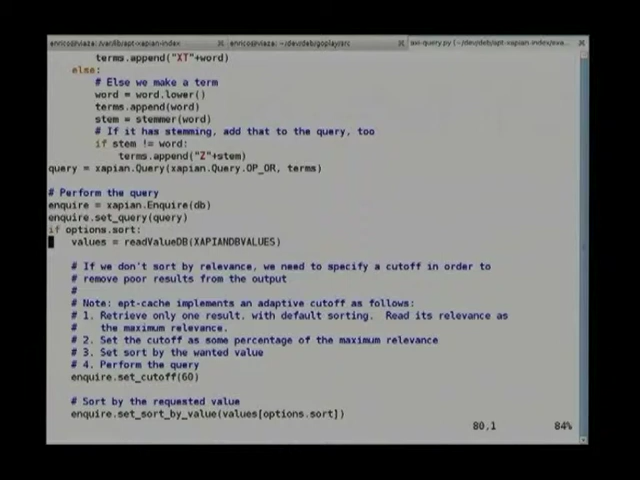 enrico@viaza: /var/lib/apt-xapian-index
enrico@viaza: ~/dev/deb/goplay/src
axi-query.py (~/dev/deb/apt-xapian-index/exa...
terms.append("XT"+word)
else:
# Else we make a term
word = word.lower()
terms.append(word)
stem = stemmer(word)
# If it has stemming, add that to the query, too
if stem != word:
terms.append("Z"+stem)
query = xapian.Query(xapian.Query.OP_OR, terms)
# Perform the query
enquire = xapian.Enquire(db)
enquire.set_query(query)
if options.sort:
values = readValueDB(XAPIANDBVALUES)
# If we don't sort by relevance, we need to specify a cutoff in order to
# remove poor results from the output
#
# Note: ept-cache implements an adaptive cutoff as follows:
# 1. Retrieve only one result, with default sorting. Read its relevance as
# the maximum relevance.
# 2. Set the cutoff as some percentage of the maximum relevance
# 3. Set sort by the wanted value
# 4. Perform the query
enquire.set_cutoff(60)
# Sort by the requested value
enquire.set_sort_by_value(values[options.sort])
80,1 84%